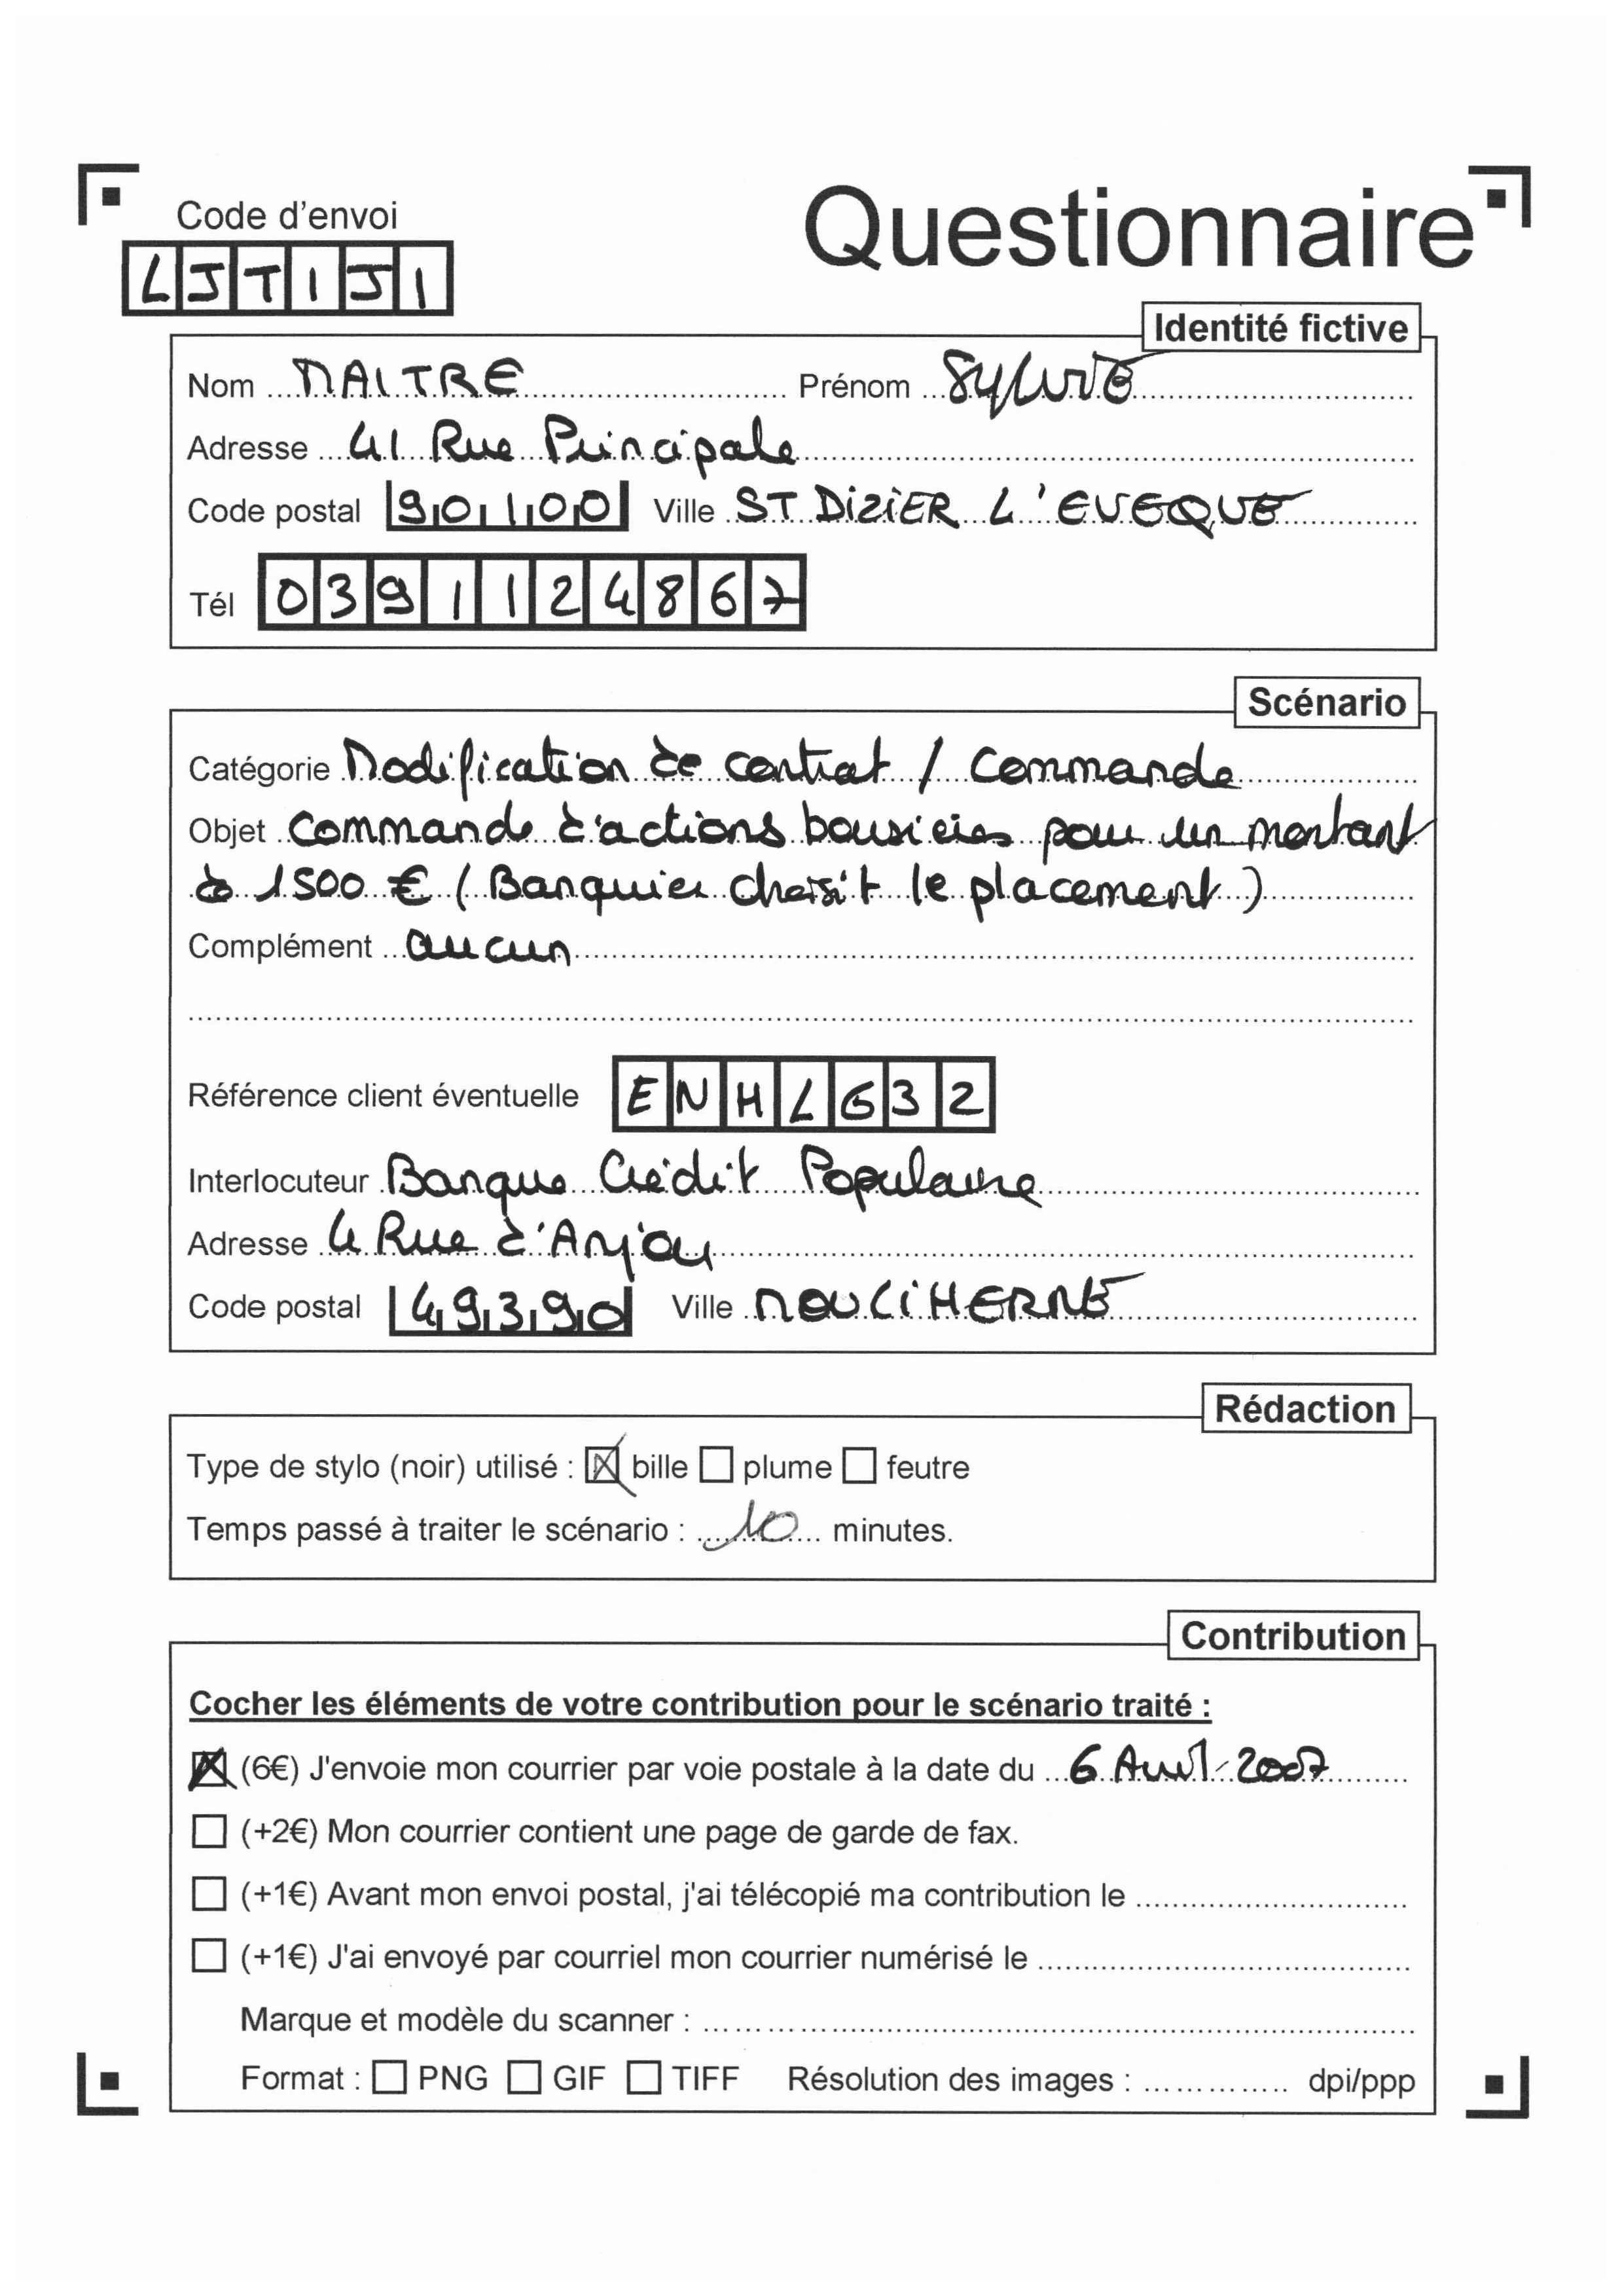 Code d'envoi
Questionnaire
LJTIJI
Identité fictive
Nom MAITRE Prénom Sylvie
Adresse 41 Rue Principale
Code postal 90100 Ville ST DIZIER L'EVEQUE
Tél 0391124867
Scénario
Catégorie Modification de contrat / Commande
Objet Commande d'actions boursières pour un montant
de 1500 € (Banquier choisit le placement)
Complément aucun
Référence client éventuelle ENHL632
Interlocuteur Banque Crédit Populaire
Adresse 4 Rue d'Anjou
Code postal 49390 Ville MOULIHERNE
Rédaction
Type de stylo (noir) utilisé : bille plume feutre
Temps passé à traiter le scénario : 10 minutes.
Contribution
Cocher les éléments de votre contribution pour le scénario traité :
(6€) J'envoie mon courrier par voie postale à la date du 6 Avril 2007
(+2€) Mon courrier contient une page de garde de fax.
(+1€) Avant mon envoi postal, j'ai télécopié ma contribution le
(+1€) J'ai envoyé par courriel mon courrier numérisé le
Marque et modèle du scanner :
Format : PNG GIF TIFF Résolution des images : dpi/ppp